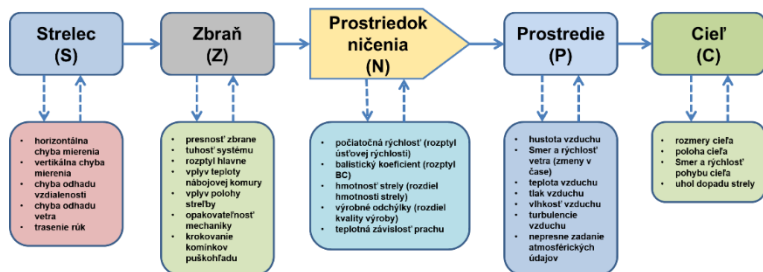 Strelec
(S)
Zbraň
(Z)
Prostriedok
ničenia
(N)
Prostredie
(P)
Cieľ
(C)
horizontálna
chyba mierenia
vertikálna chyba
mierenia
chyba odhadu
vzdialenosti
chyba odhadu
vetra
trasenie rúk
presnosť zbrane
tuhosť systému
rozptyl hlavne
vplyv teploty
nábojovej komury
vplyv polohy
streľby
opakovateľnosť
mechaniky
krokovanie
komínkov
puškohľadu
počiatočná rýchlosť (rozptyl
úsťovej rýchlosti)
balistický koeficient (rozptyl
BC)
hmotnosť strely (rozdiel
hmotnosti strely)
výrobné odchýlky (rozdiel
kvality výroby)
teplotná závislosť prachu
hustota vzduchu
Smer a rýchlosť
vetra (zmeny v
čase)
teplota vzduchu
tlak vzduchu
vlhkosť vzduchu
turbulencie
vzduchu
nepresne zadanie
atmosférických
údajov
rozmery cieľa
poloha cieľa
Smer a rýchlosť
pohybu cieľa
uhol dopadu strely